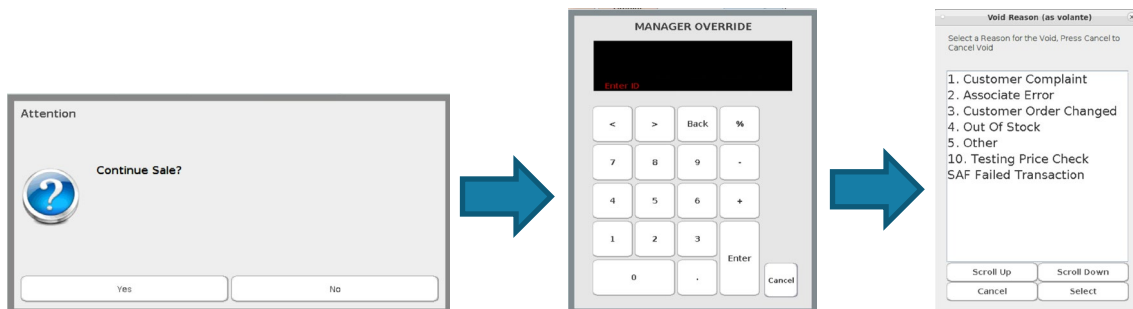 Attention
Continue Sale?
Yes
No
MANAGER OVERRIDE
Enter ID
< > Back %
7 8 9 -
4 5 6 +
1 2 3
Enter
0 .
Cancel
Void Reason (as volante)
Select a Reason for the Void, Press Cancel to
Cancel Void
1. Customer Complaint
2. Associate Error
3. Customer Order Changed
4. Out Of Stock
5. Other
10. Testing Price Check
SAF Failed Transaction
Scroll Up
Scroll Down
Cancel
Select